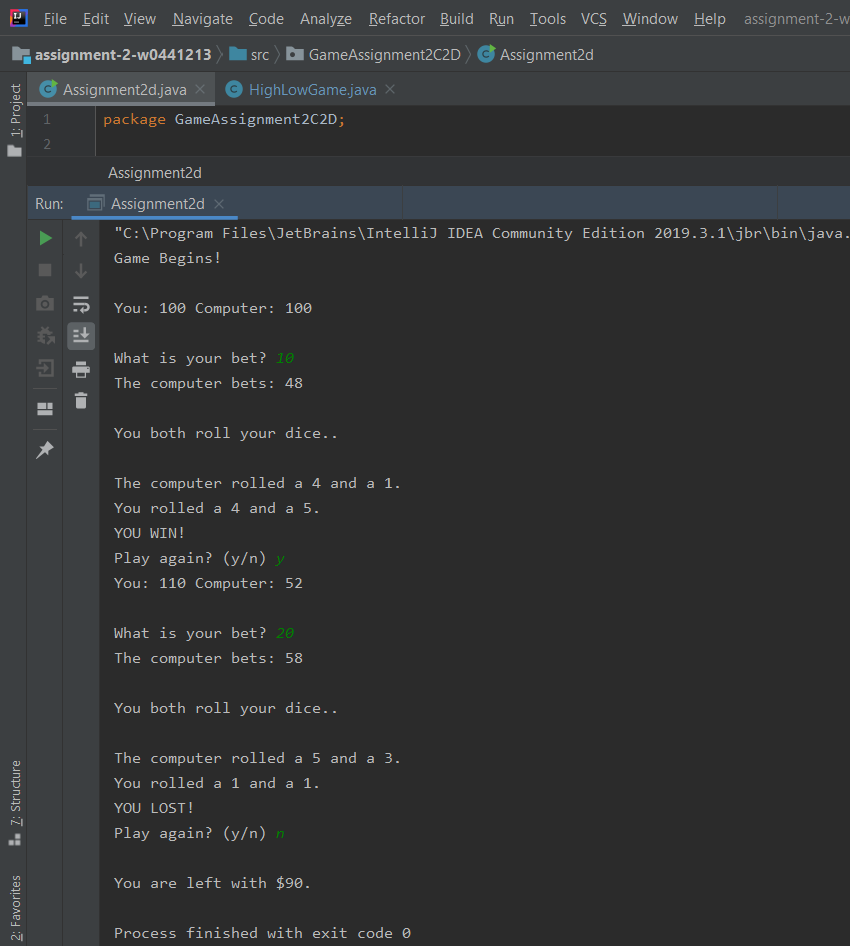 File Edit View Navigate Code Analyze Refactor Build Run Tools VCS Window Help assignment-2-w
assignment-2-w0441213 src GameAssignment2C2D Assignment2d
Assignment2d.java HighLowGame.java
1: Project
1 package GameAssignment2C2D;
2
Assignment2d
Run: Assignment2d
"C:\Program Files\JetBrains\IntelliJ IDEA Community Edition 2019.3.1\jbr\bin\java.
Game Begins!
You: 100 Computer: 100
What is your bet? 10
The computer bets: 48
You both roll your dice..
The computer rolled a 4 and a 1.
You rolled a 4 and a 5.
YOU WIN!
Play again? (y/n) y
You: 110 Computer: 52
What is your bet? 20
The computer bets: 58
You both roll your dice..
The computer rolled a 5 and a 3.
You rolled a 1 and a 1.
YOU LOST!
Play again? (y/n) n
You are left with $90.
Process finished with exit code 0
7: Structure
2: Favorites